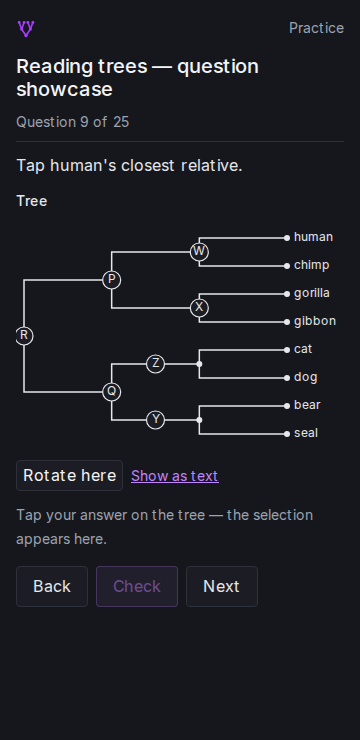 Practice
Reading trees — question
showcase
Question 9 of 25
Tap human's closest relative.
Tree
human
W
chimp
P
gorilla
X
gibbon
R
cat
Z
dog
Q
bear
Y
seal
Rotate here Show as text
Tap your answer on the tree — the selection
appears here.
Back Check Next